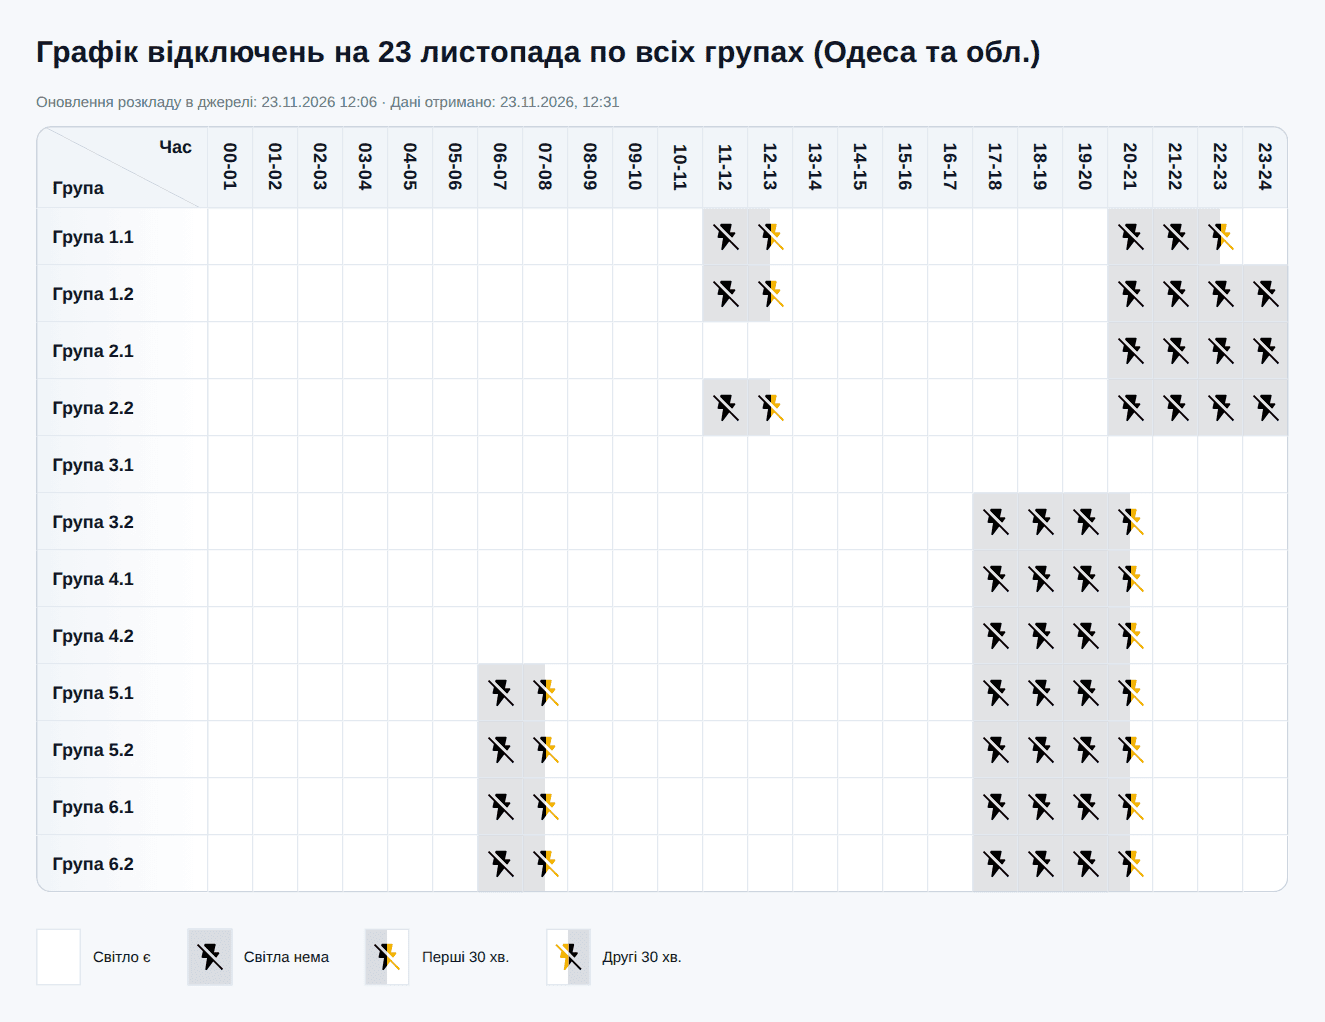 Графік відключень на 23 листопада по всіх групах (Одеса та обл.)
Оновлення розкладу в джерелі: 23.11.2026 12:06 · Дані отримано: 23.11.2026, 12:31
Час
Група
00-01 01-02 02-03 03-04 04-05 05-06 06-07 07-08 08-09 09-10 10-11 11-12 12-13 13-14 14-15 15-16 16-17 17-18 18-19 19-20 20-21 21-22 22-23 23-24
Група 1.1
Група 1.2
Група 2.1
Група 2.2
Група 3.1
Група 3.2
Група 4.1
Група 4.2
Група 5.1
Група 5.2
Група 6.1
Група 6.2
Світло є Світла нема Перші 30 хв. Другі 30 хв.